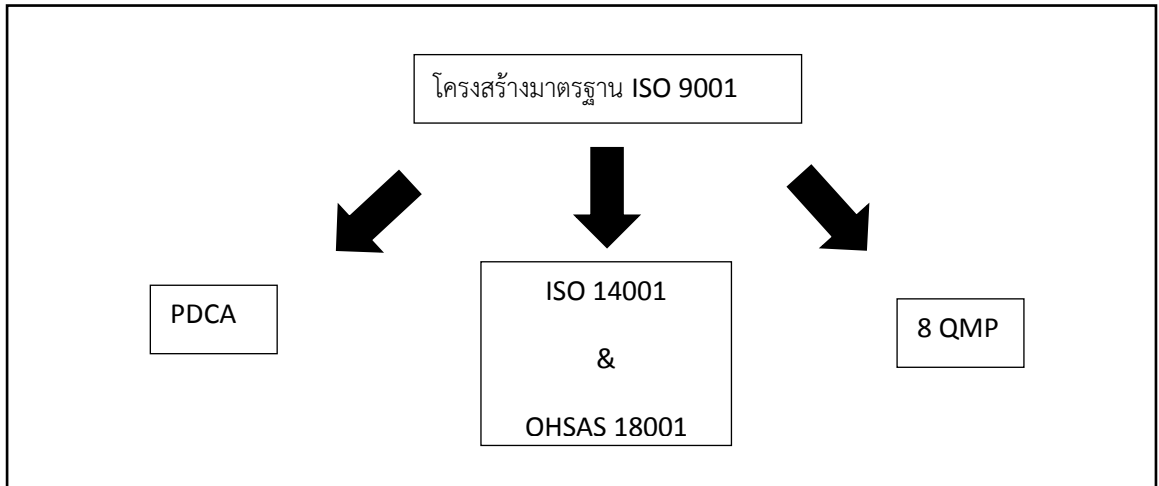 โครงสร้างมาตรฐาน ISO 9001
PDCA
ISO 14001
&
OHSAS 18001
8 QMP